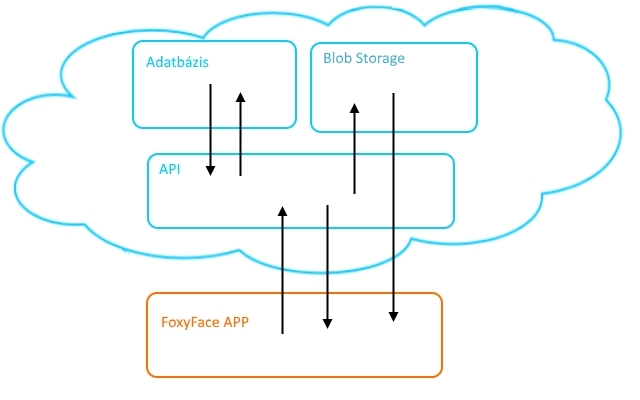 Adatbázis
Blob Storage
API
FoxyFace APP